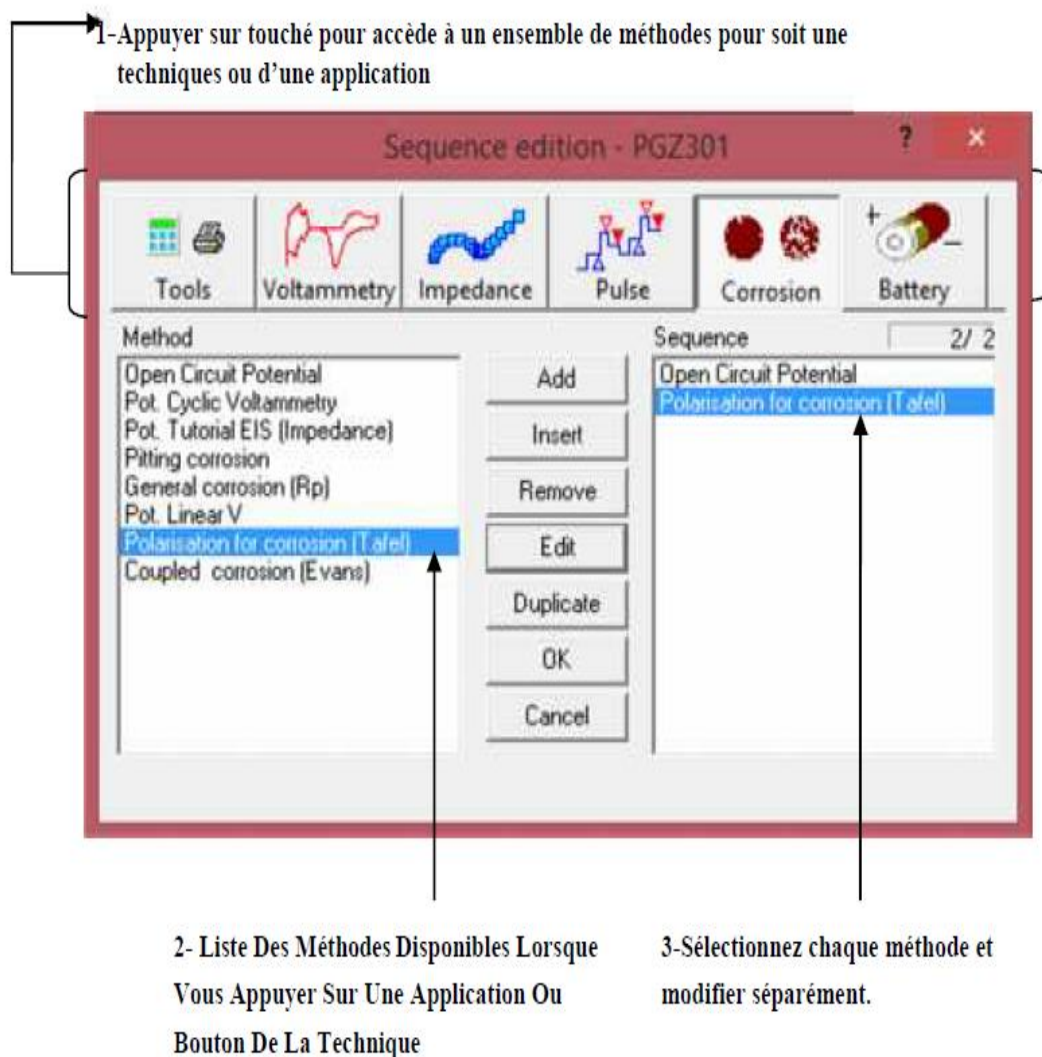 1-Appuyer sur touché pour accède à un ensemble de méthodes pour soit une
techniques ou d'une application
Sequence edition - PGZ301
? ×
Tools Voltammetry Impedance Pulse Corrosion Battery
Method
Open Circuit Potential
Pot. Cyclic Voltammetry
Pot. Tutorial EIS (Impedance)
Pitting corrosion
General corrosion (Rp)
Pot. Linear V
Polarisation for corrosion (Tafel)
Coupled corrosion (Evans)
Add
Insert
Remove
Edit
Duplicate
OK
Cancel
Sequence 2/ 2
Open Circuit Potential
Polarisation for corrosion (Tafel)
2- Liste Des Méthodes Disponibles Lorsque
Vous Appuyer Sur Une Application Ou
Bouton De La Technique
3-Sélectionnez chaque méthode et
modifier séparément.